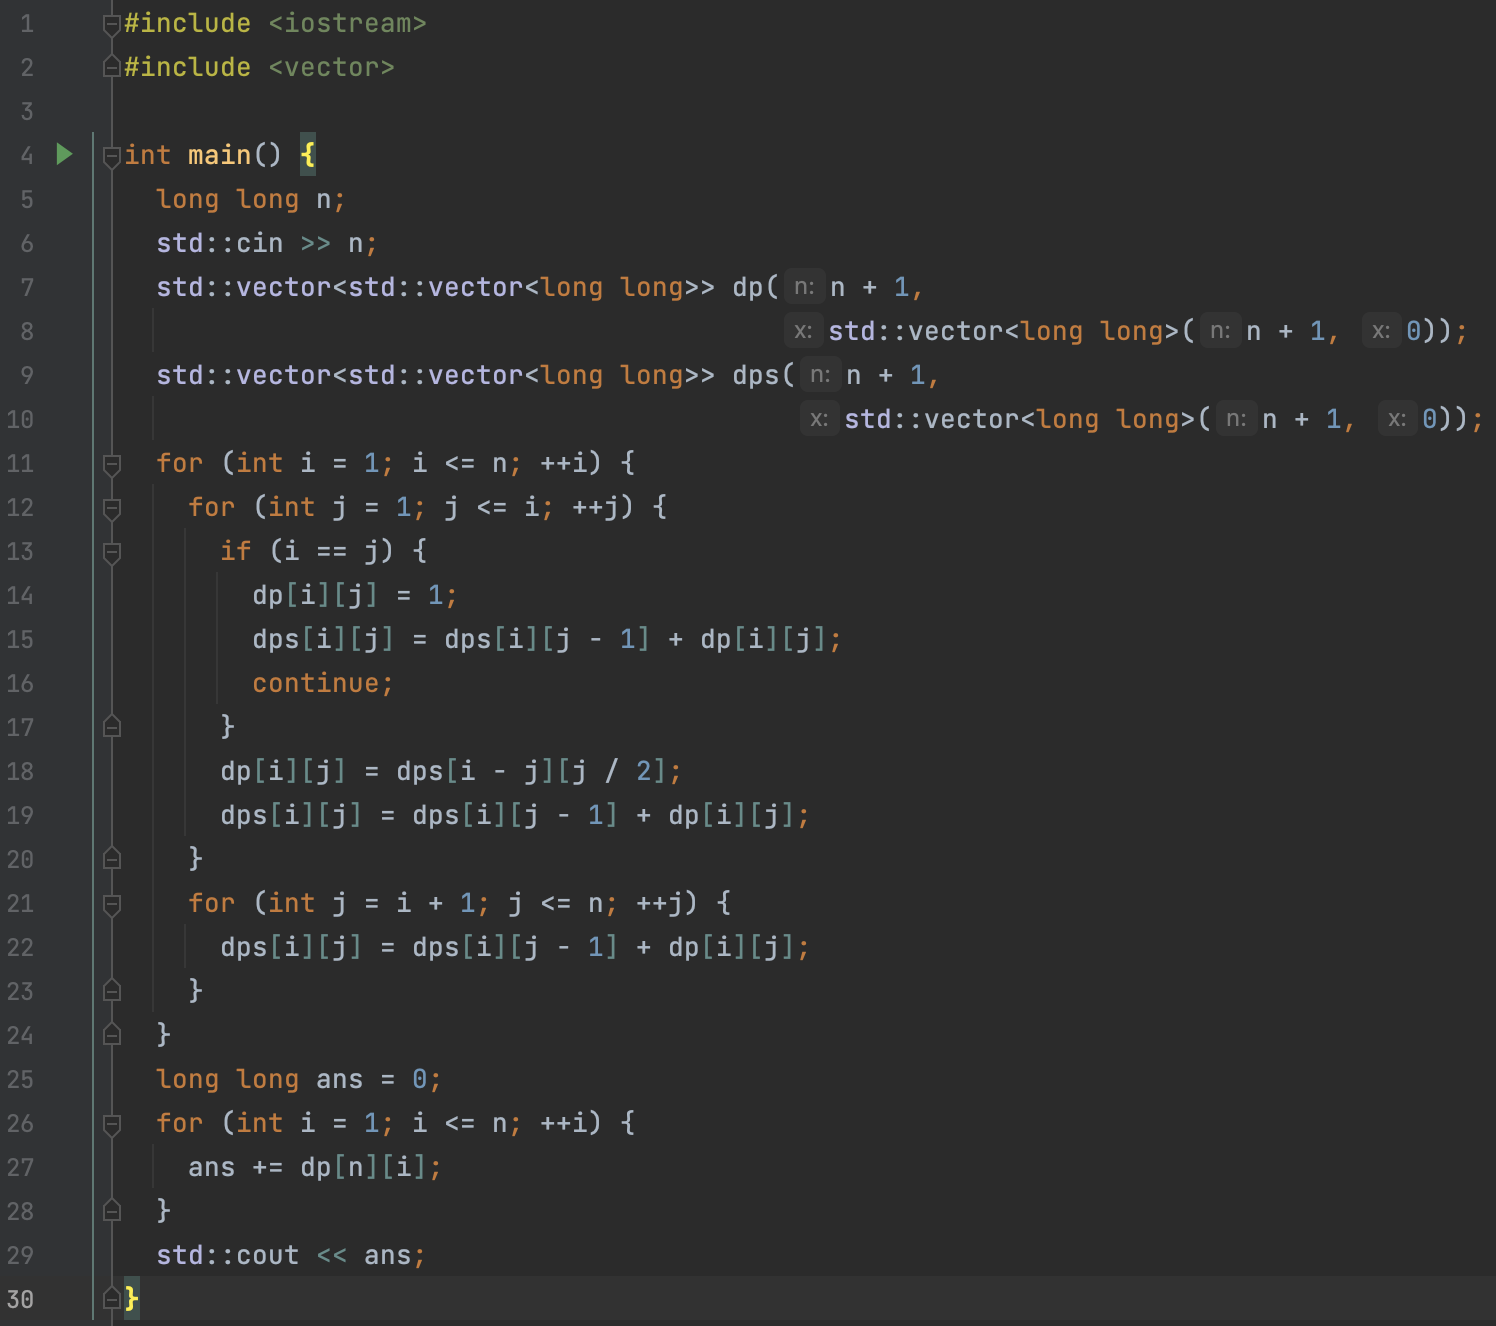 1 #include <iostream>
2 #include <vector>
3
4 int main() {
5 long long n;
6 std::cin >> n;
7 std::vector<std::vector<long long>> dp( n: n + 1,
8 x: std::vector<long long>( n: n + 1, x: 0));
9 std::vector<std::vector<long long>> dps( n: n + 1,
10 x: std::vector<long long>( n: n + 1, x: 0));
11 for (int i = 1; i <= n; ++i) {
12 for (int j = 1; j <= i; ++j) {
13 if (i == j) {
14 dp[i][j] = 1;
15 dps[i][j] = dps[i][j - 1] + dp[i][j];
16 continue;
17 }
18 dp[i][j] = dps[i - j][j / 2];
19 dps[i][j] = dps[i][j - 1] + dp[i][j];
20 }
21 for (int j = i + 1; j <= n; ++j) {
22 dps[i][j] = dps[i][j - 1] + dp[i][j];
23 }
24 }
25 long long ans = 0;
26 for (int i = 1; i <= n; ++i) {
27 ans += dp[n][i];
28 }
29 std::cout << ans;
30 }